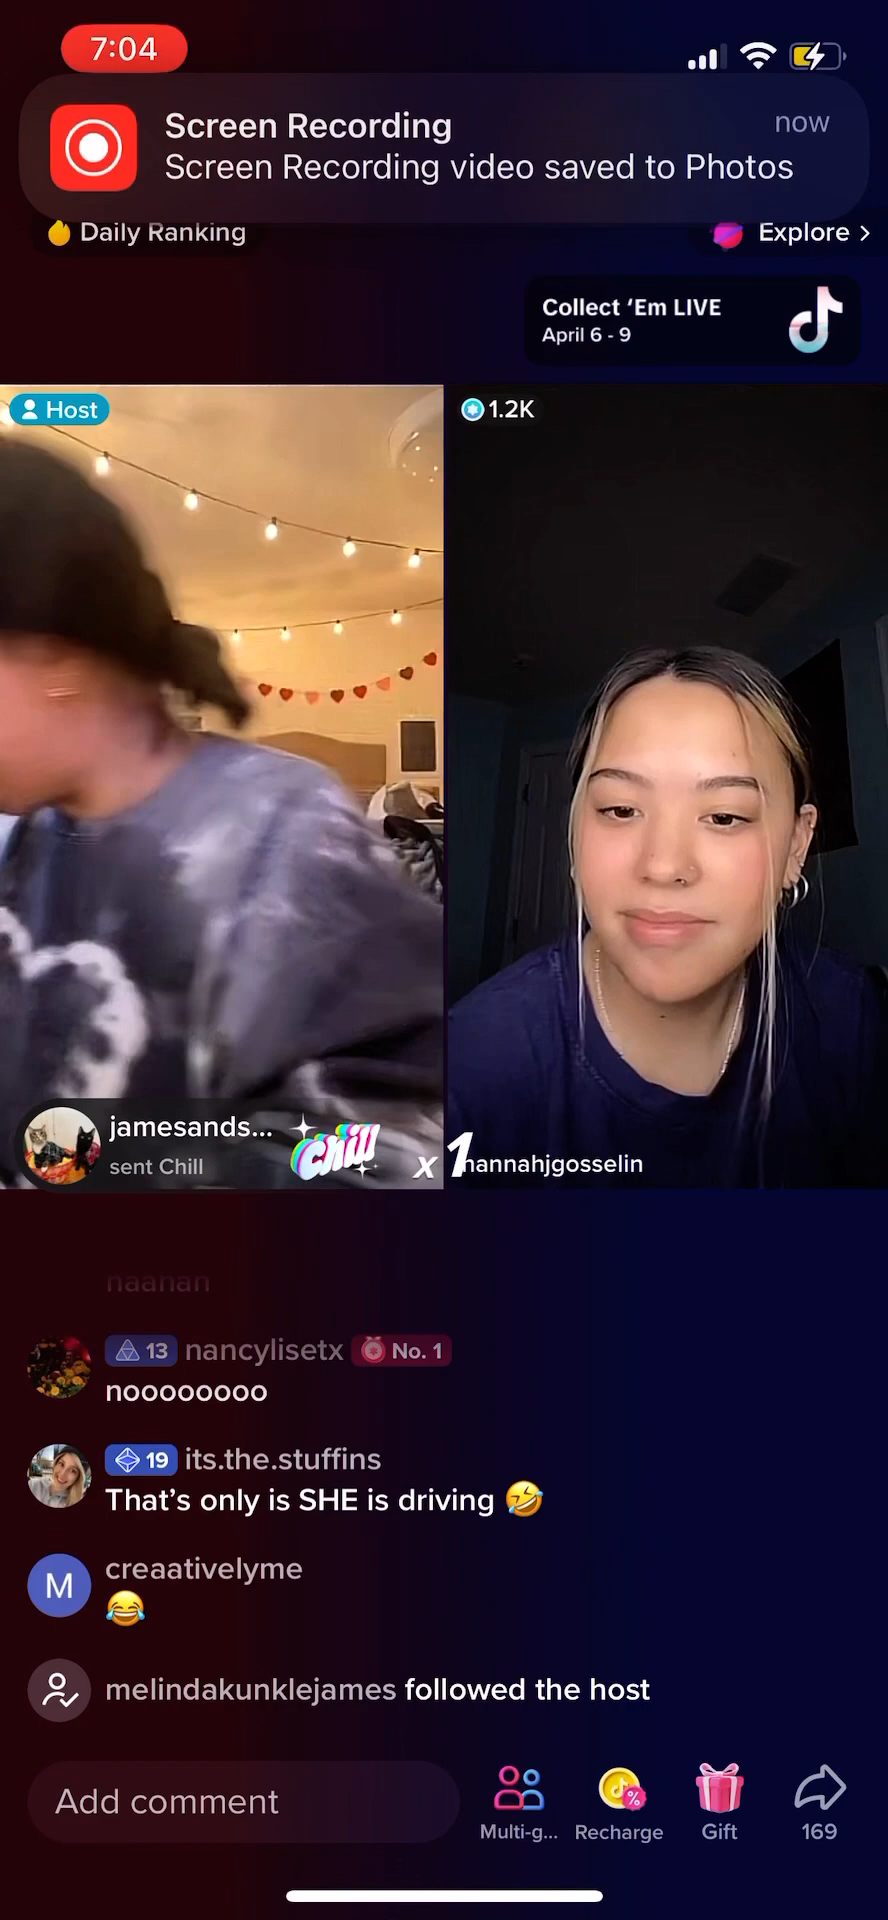 7:04
Screen Recording
now
Screen Recording video saved to Photos
Daily Ranking
Explore >
Collect ‘Em LIVE
April 6 - 9
Host
1.2K
jamesands...
sent Chill
Chill
x 1
hannahjgosselin
naanan
13 nancylisetx No. 1
noooooooo
19 its.the.stuffins
That’s only is SHE is driving 🤣
M
creaativelyme
😂
melindakunklejames followed the host
Add comment
Multi-g...
Recharge
Gift
169